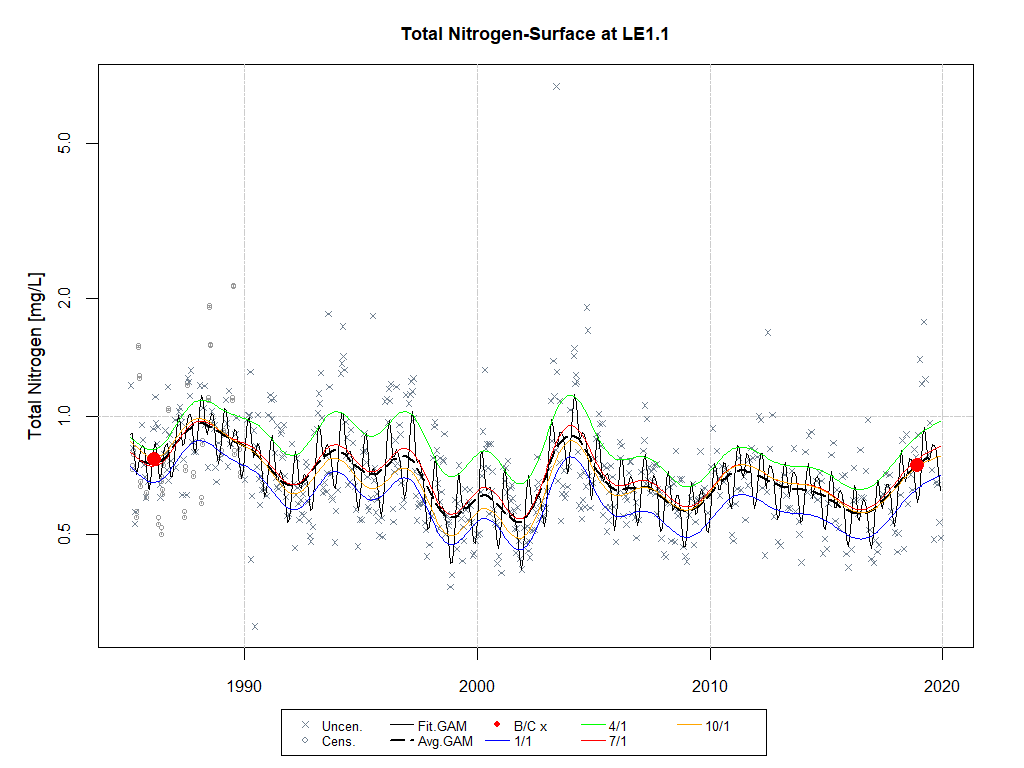 Total Nitrogen-Surface at LE1.1
Total Nitrogen [mg/L]
5.0
2.0
1.0
0.5
1990 2000 2010 2020
Uncen. Fit.GAM B/C x 4/1 10/1
Cens. Avg.GAM 1/1 7/1